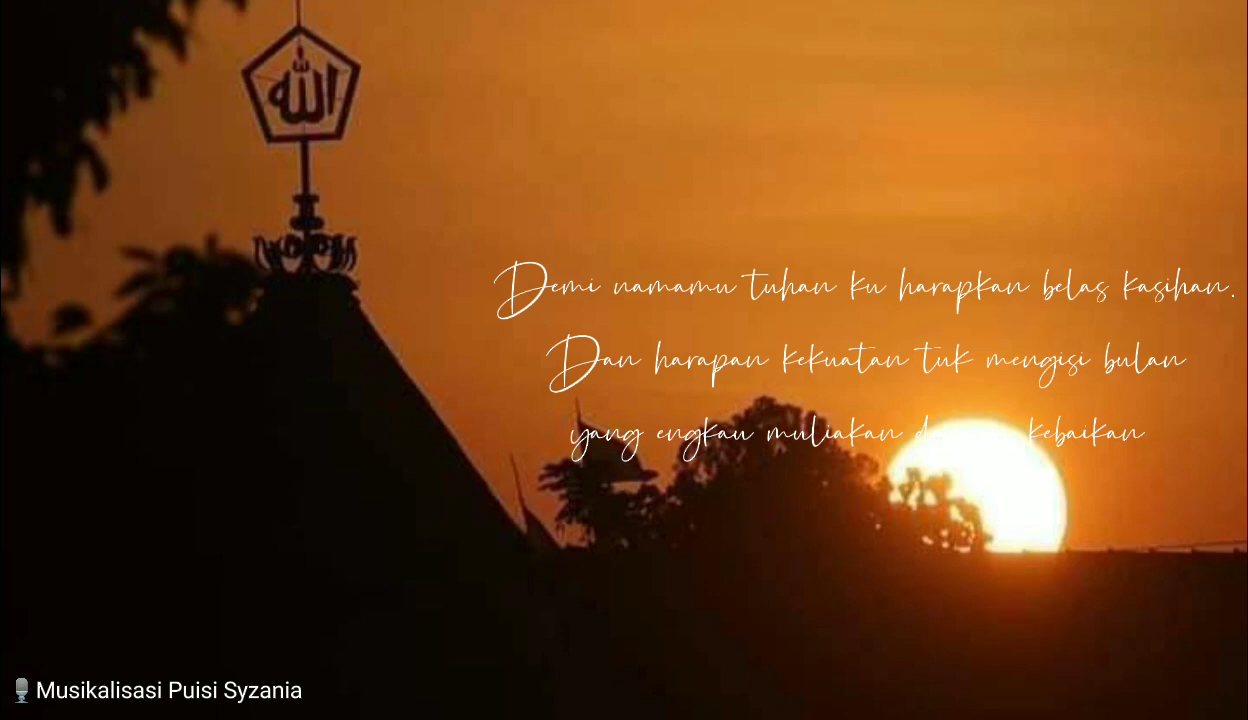 الله
Demi namamu tuhan ku harapkan belas kasihan.
Dan harapan kekuatan tuk mengisi bulan
yang engkau muliakan kebaikan
Musikalisasi Puisi Syzania